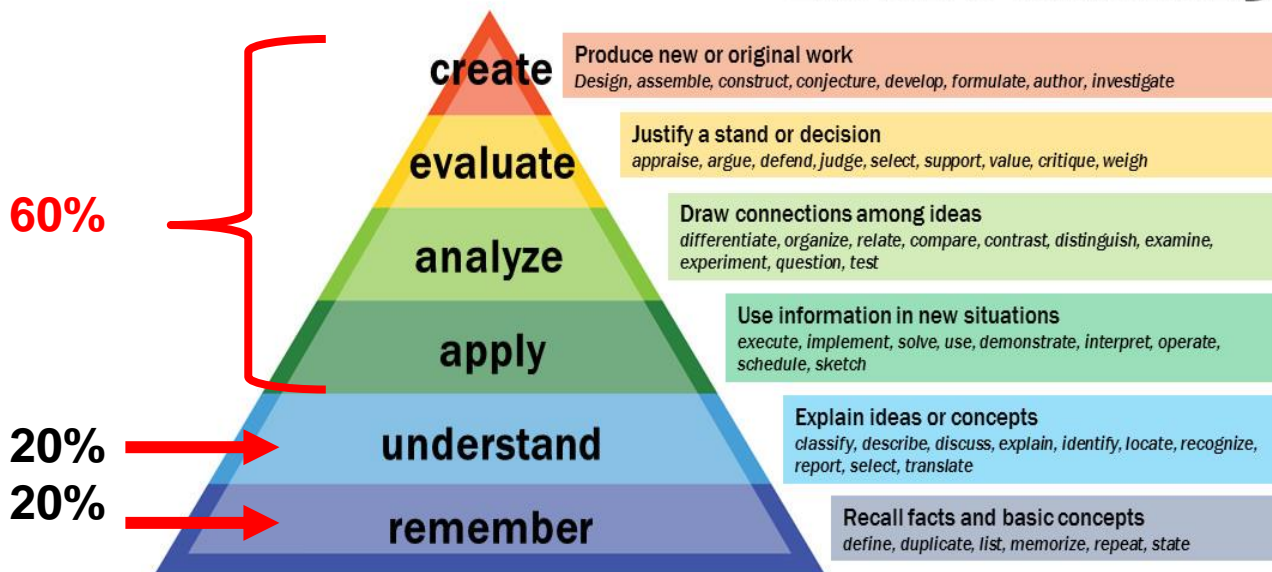 create
Produce new or original work
Design, assemble, construct, conjecture, develop, formulate, author, investigate
evaluate
Justify a stand or decision
appraise, argue, defend, judge, select, support, value, critique, weigh
60%
analyze
Draw connections among ideas
differentiate, organize, relate, compare, contrast, distinguish, examine,
experiment, question, test
apply
Use information in new situations
execute, implement, solve, use, demonstrate, interpret, operate,
schedule, sketch
20%
understand
Explain ideas or concepts
classify, describe, discuss, explain, identify, locate, recognize,
report, select, translate
20%
remember
Recall facts and basic concepts
define, duplicate, list, memorize, repeat, state